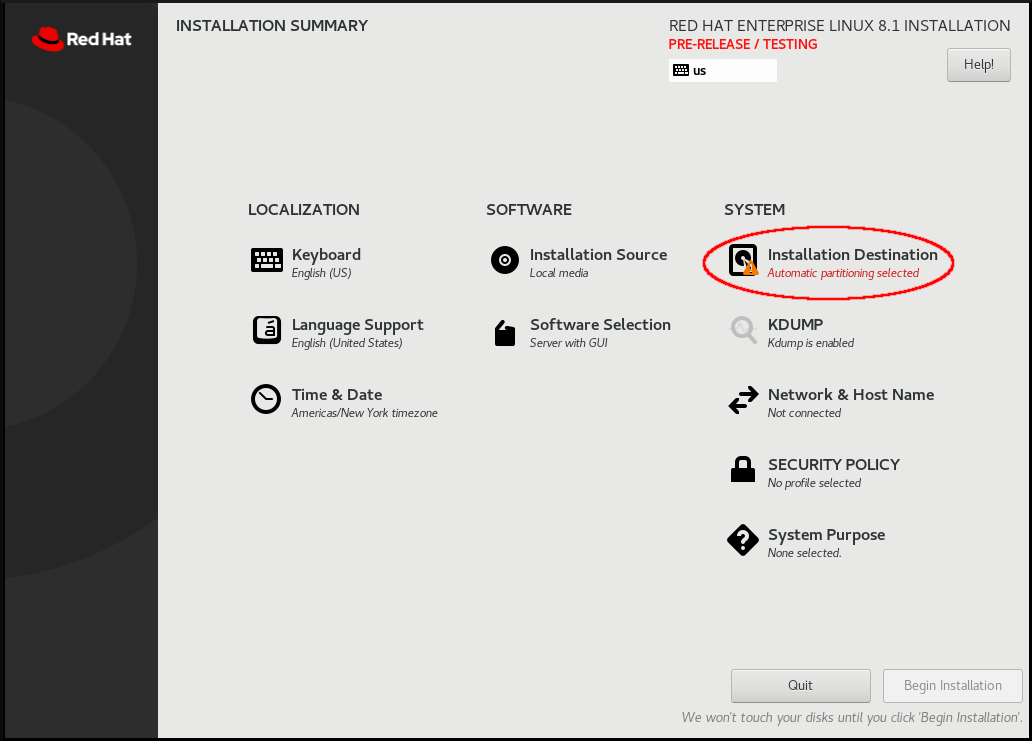 Red Hat
INSTALLATION SUMMARY
RED HAT ENTERPRISE LINUX 8.1 INSTALLATION
PRE-RELEASE / TESTING
us
Help!
LOCALIZATION
Keyboard
English (US)
Language Support
English (United States)
Time & Date
Americas/New York timezone
SOFTWARE
Installation Source
Local media
Software Selection
Server with GUI
SYSTEM
Installation Destination
Automatic partitioning selected
KDUMP
Kdump is enabled
Network & Host Name
Not connected
SECURITY POLICY
No profile selected
System Purpose
None selected.
Quit
Begin Installation
We won't touch your disks until you click 'Begin Installation'.